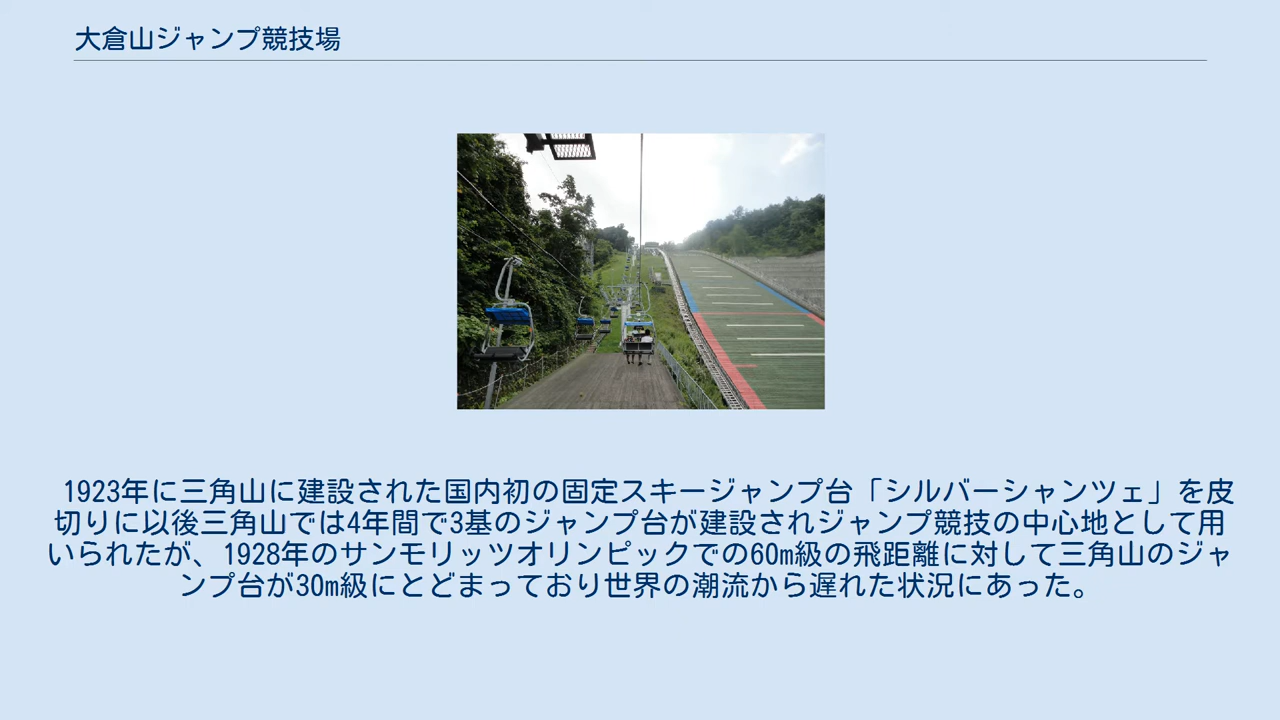 大倉山ジャンプ競技場
1923年に三角山に建設された国内初の固定スキージャンプ台「シルバーシャンツェ」を皮
切りに以後三角山では4年間で3基のジャンプ台が建設されジャンプ競技の中心地として用
いられたが、1928年のサンモリッツオリンピックでの60m級の飛距離に対して三角山のジャ
ンプ台が30m級にとどまっており世界の潮流から遅れた状況にあった。